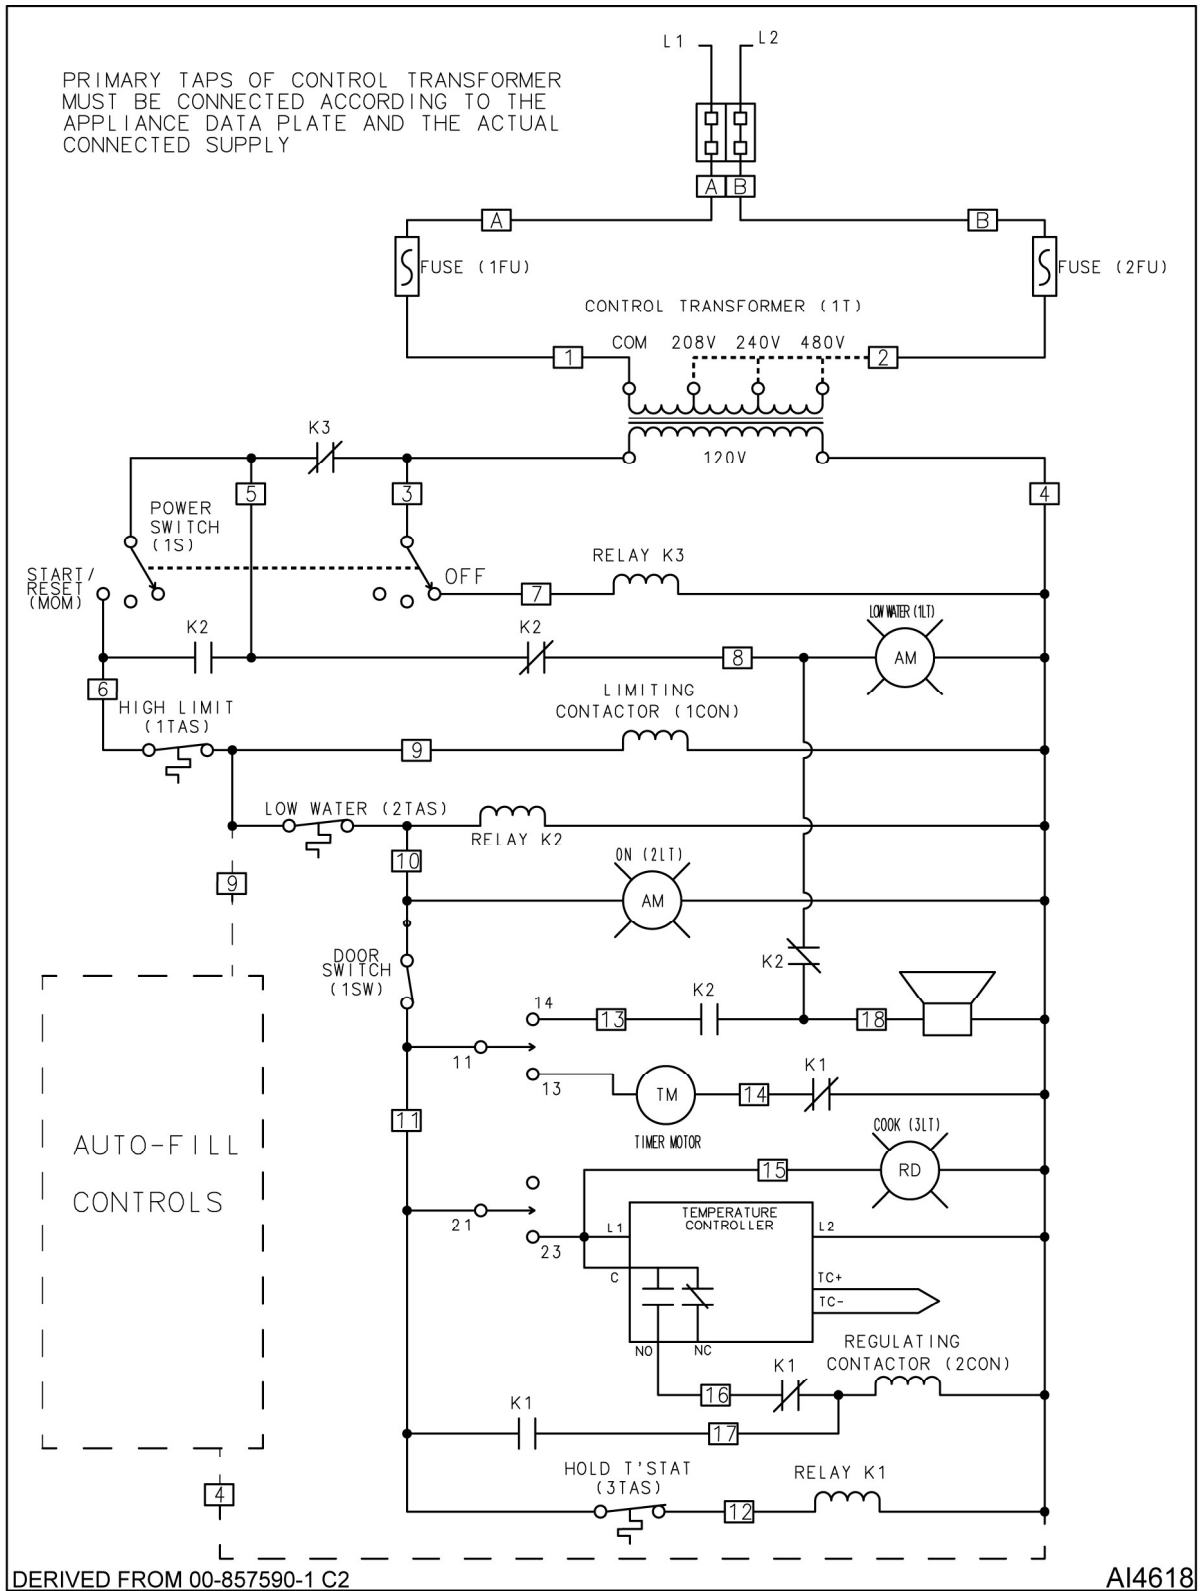 L1
L2
PRIMARY TAPS OF CONTROL TRANSFORMER
MUST BE CONNECTED ACCORDING TO THE
APPLIANCE DATA PLATE AND THE ACTUAL
CONNECTED SUPPLY
A B
A
B
FUSE (1FU)
FUSE (2FU)
CONTROL TRANSFORMER (1T)
COM 208V 240V 480V
1
2
K3
120V
5
3
4
POWER
SWITCH
(1S)
START/
RESET
(MOM)
OFF
RELAY K3
7
K2
K2
8
LOW WATER (1LT)
AM
6
HIGH LIMIT
(1TAS)
LIMITING
CONTACTOR (1CON)
9
LOW WATER (2TAS)
RELAY K2
10
9
ON (2LT)
AM
DOOR
SWITCH
(1SW)
K2
14
13
K2
18
11
13
TM
14
K1
TIMER MOTOR
11
COOK (3LT)
15
RD
AUTO-FILL
CONTROLS
21
23
L1
TEMPERATURE
CONTROLLER
L2
C
TC+
TC-
NO
NC
REGULATING
CONTACTOR (2CON)
K1
16
K1
17
HOLD T'STAT
(3TAS)
RELAY K1
12
4
DERIVED FROM 00-857590-1 C2
AI4618